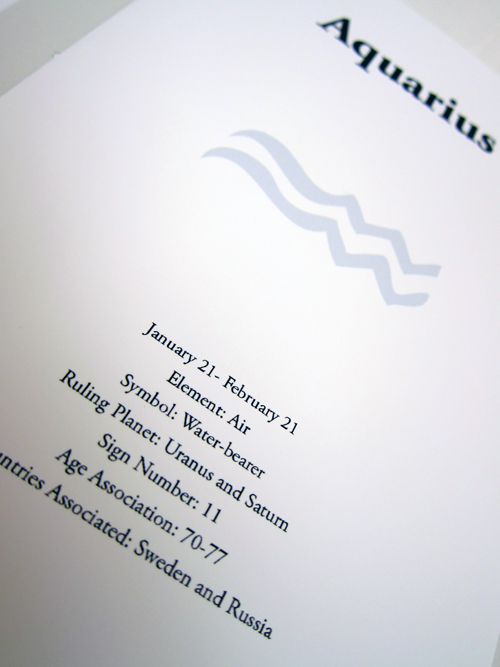 Aquarius
January 21- February 21
Element: Air
Symbol: Water-bearer
Ruling Planet: Uranus and Saturn
Sign Number: 11
Age Association: 70-77
ntries Associated: Sweden and Russia